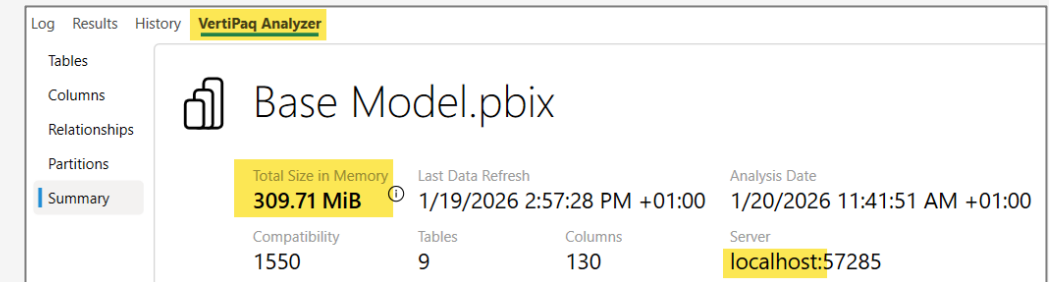 Log Results History VertiPaq Analyzer
Tables
Columns
Relationships
Partitions
Summary
Base Model.pbix
Total Size in Memory Last Data Refresh Analysis Date
309.71 MiB 1/19/2026 2:57:28 PM +01:00 1/20/2026 11:41:51 AM +01:00
Compatibility Tables Columns Server
1550 9 130 localhost:57285